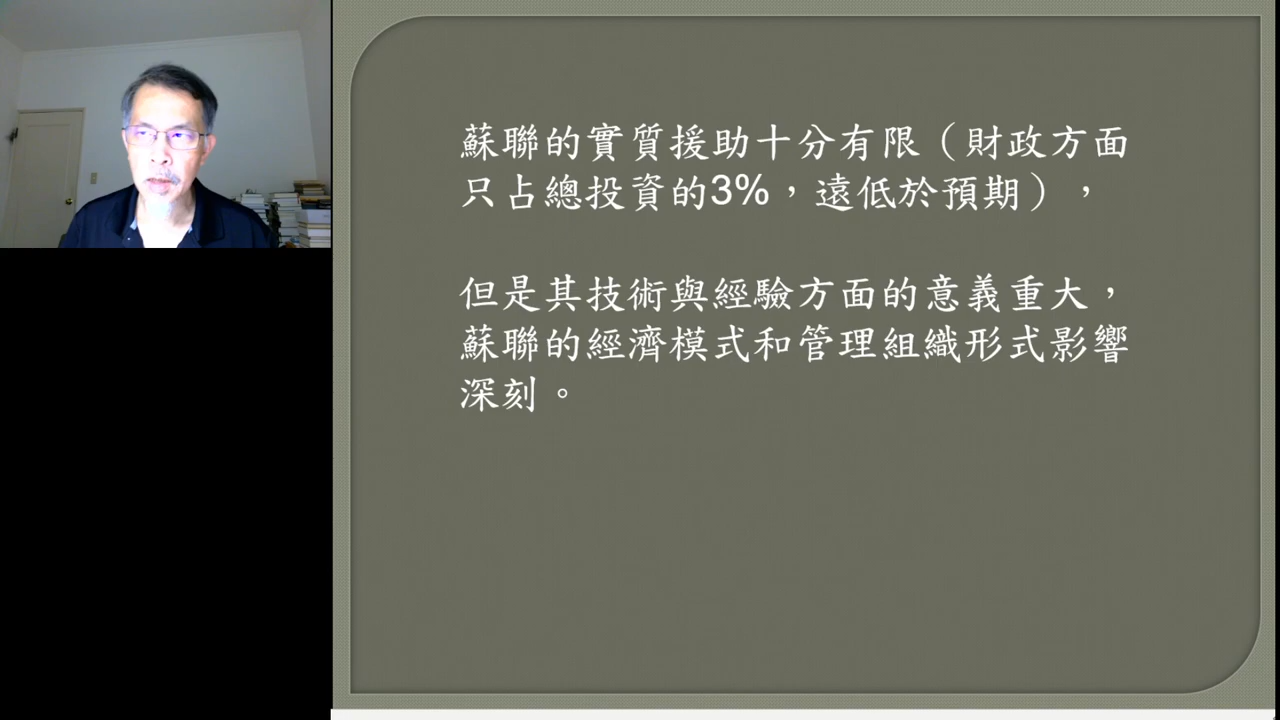 蘇聯的實質援助十分有限（財政方面
只占總投資的3%，遠低於預期），
但是其技術與經驗方面的意義重大，
蘇聯的經濟模式和管理組織形式影響
深刻。